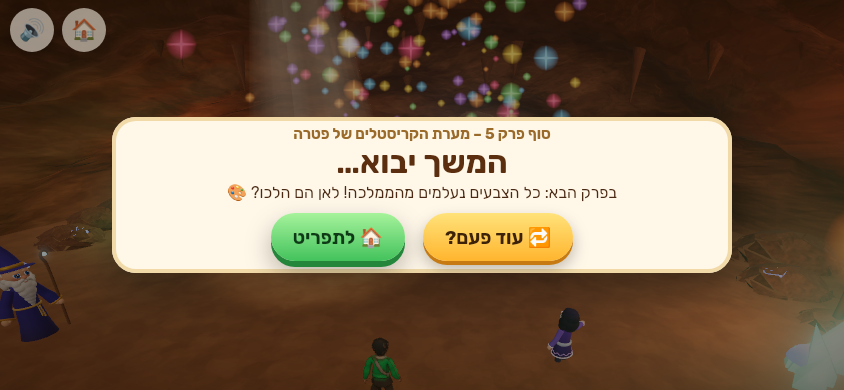 סוף פרק 5 – מערת הקריסטלים של פטרה
המשך יבוא...
בפרק הבא: כל הצבעים נעלמים מהממלכה! לאן הם הלכו? 🎨
🔁 עוד פעם?
🏠 לתפריט